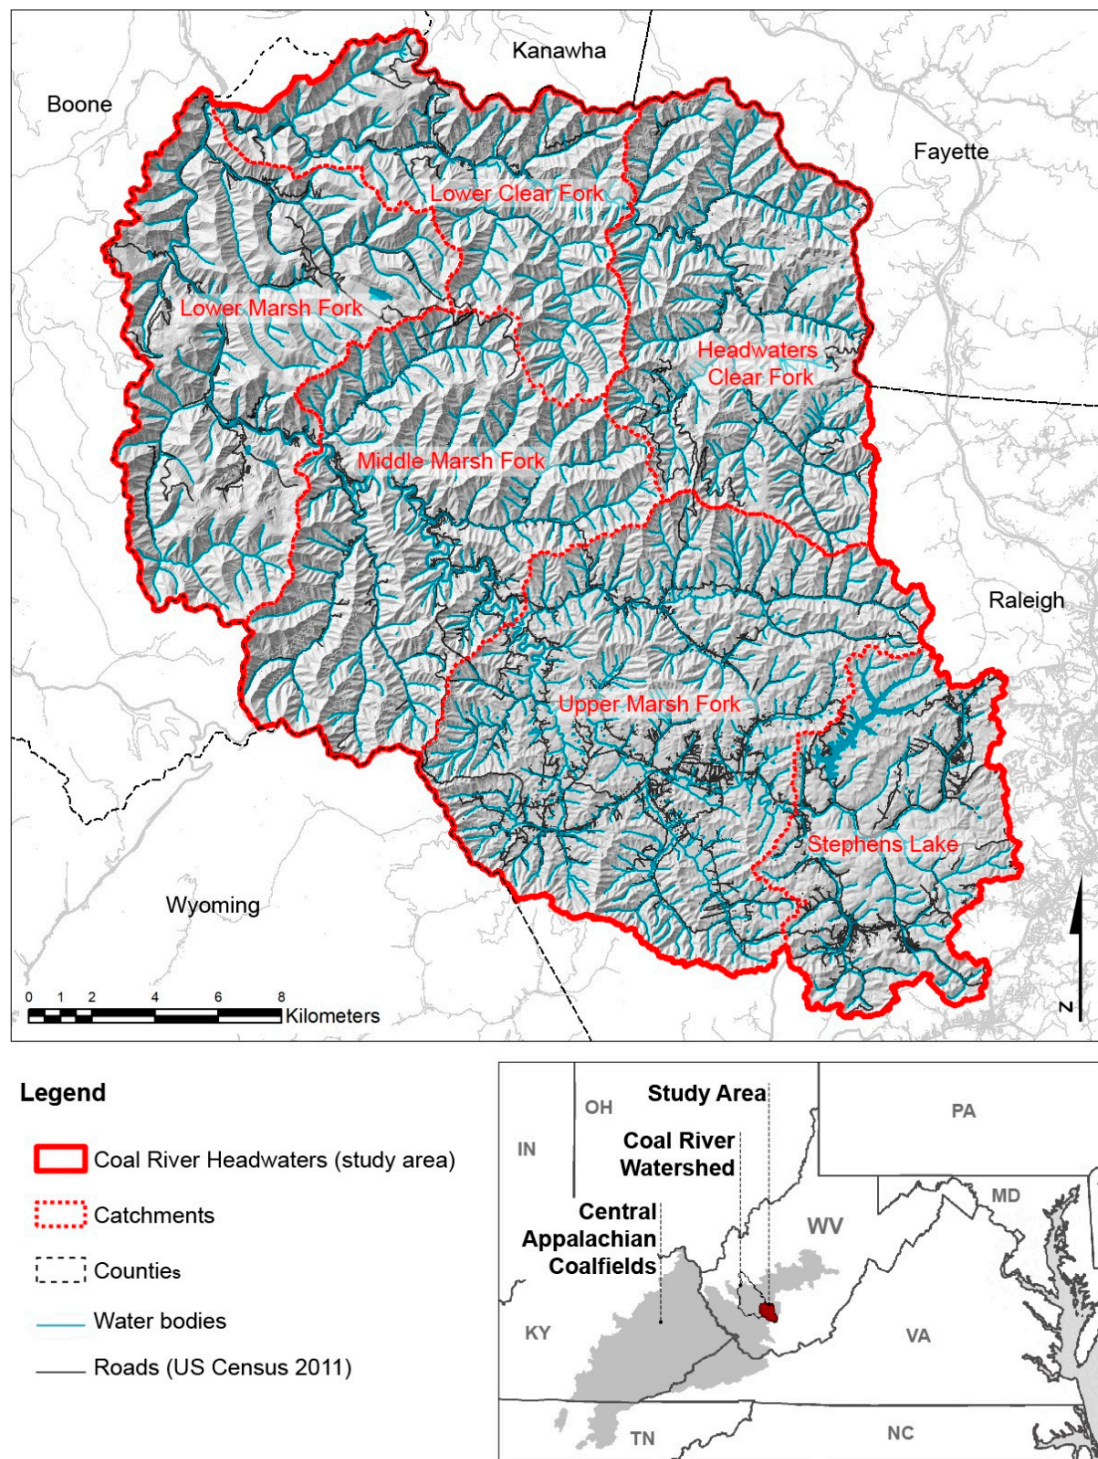 Kanawha
Boone
Fayette
Lower Clear Fork
Lower Marsh Fork
Headwaters
Clear Fork
Middle Marsh Fork
Raleigh
Upper Marsh Fork
Stephens Lake
Wyoming
0 1 2 4 6 8
Kilometers
N
Legend
Coal River Headwaters (study area)
Catchments
Counties
Water bodies
Roads (US Census 2011)
Study Area
OH
PA
IN
Coal River
Watershed
MD
Central
Appalachian
Coalfields
WV
KY
VA
TN
NC